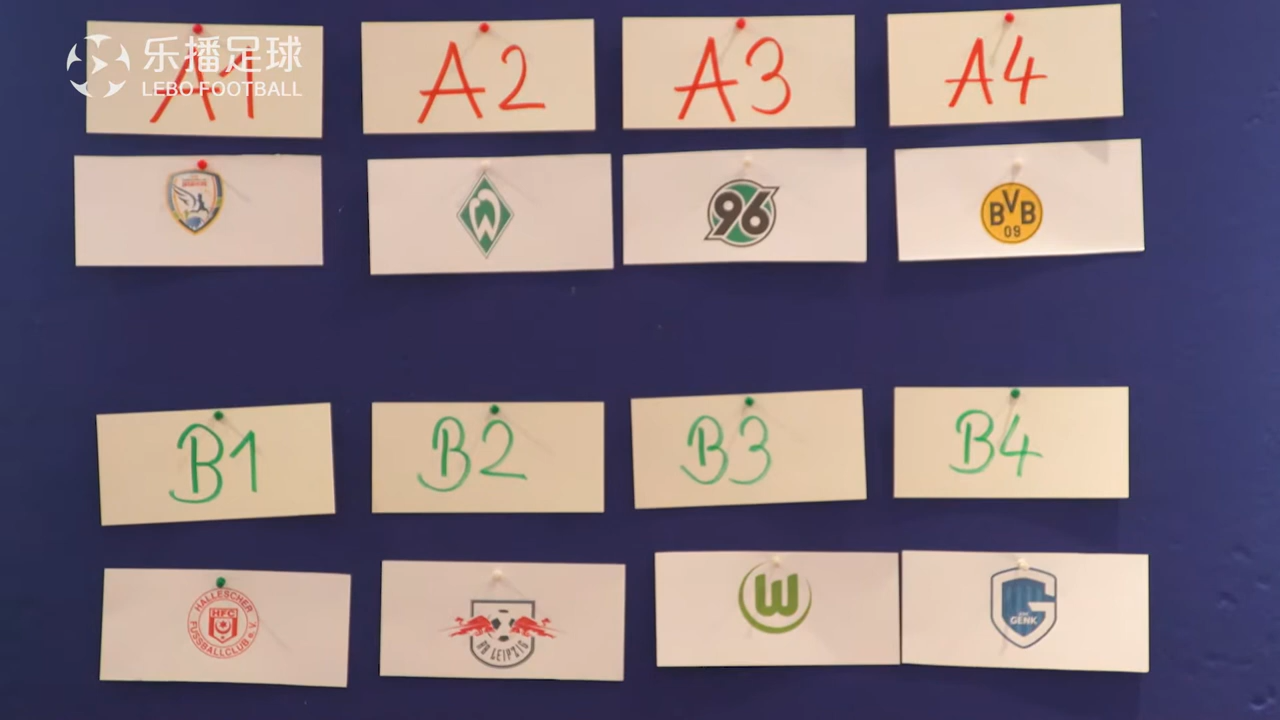 乐播足球
LEBO FOOTBALL
A1
A2
A3
A4
96
BVB
09
B1
B2
B3
B4
HALLESCHER
HFC
FUSSBALLCLUB e.V.
RB LEIPZIG
W
GENK